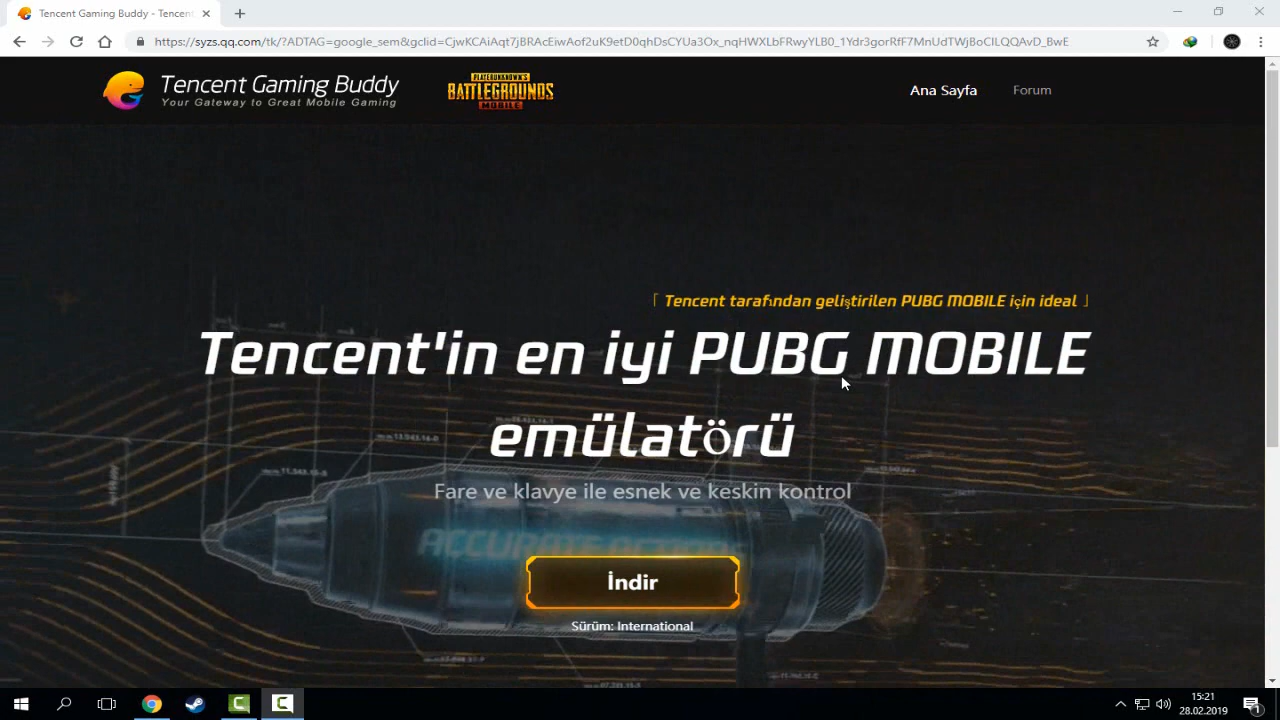 Tencent Gaming Buddy - Tencent
https://syzs.qq.com/tk/?ADTAG=google_sem&gclid=CjwKCAiAqt7jBRAcEiwAof2uK9etD0qhDsCYUa3Ox_nqHWXLbFRwyYLB0_1Ydr3gorRfF7MnUdTWjBoCILQQAvD_BwE
Tencent Gaming Buddy
Your Gateway to Great Mobile Gaming
PLAYERUNKNOWN'S
BATTLEGROUNDS
MOBILE
Ana Sayfa
Forum
「 Tencent tarafından geliştirilen PUBG MOBILE için ideal 」
Tencent'in en iyi PUBG MOBILE
emülatörü
Fare ve klavye ile esnek ve keskin kontrol
İndir
Sürüm: International
15:21
28.02.2019
1